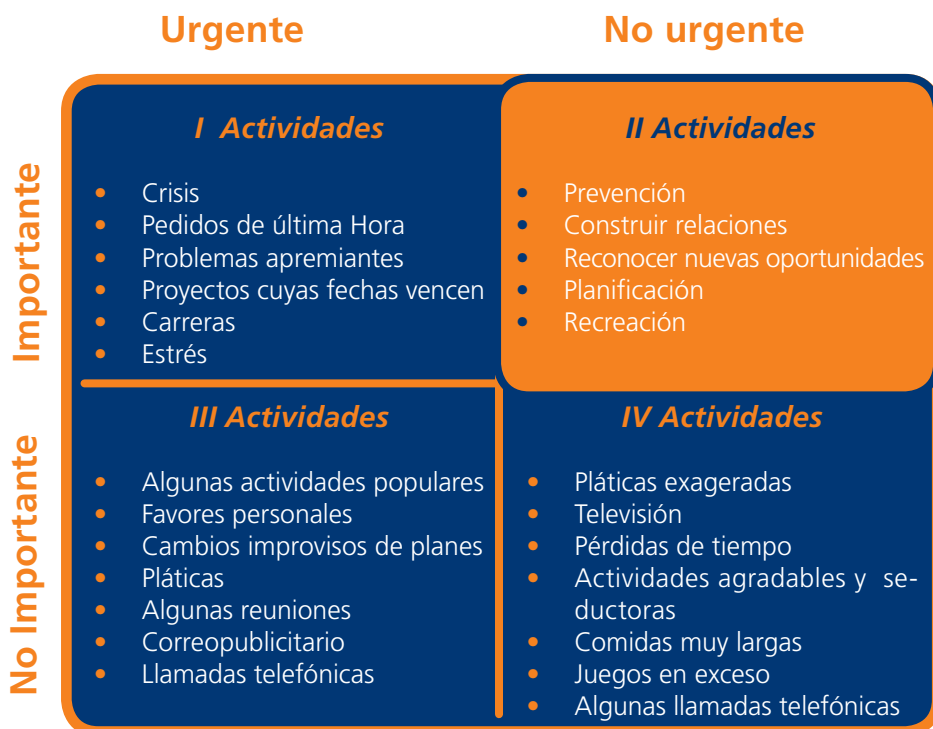 Urgente
No urgente
Importante
I Actividades
• Crisis
• Pedidos de última Hora
• Problemas apremiantes
• Proyectos cuyas fechas vencen
• Carreras
• Estrés
II Actividades
• Prevención
• Construir relaciones
• Reconocer nuevas oportunidades
• Planificación
• Recreación
No Importante
III Actividades
• Algunas actividades populares
• Favores personales
• Cambios improvisos de planes
• Pláticas
• Algunas reuniones
• Correopublicitario
• Llamadas telefónicas
IV Actividades
• Pláticas exageradas
• Televisión
• Pérdidas de tiempo
• Actividades agradables y se-
ductoras
• Comidas muy largas
• Juegos en exceso
• Algunas llamadas telefónicas